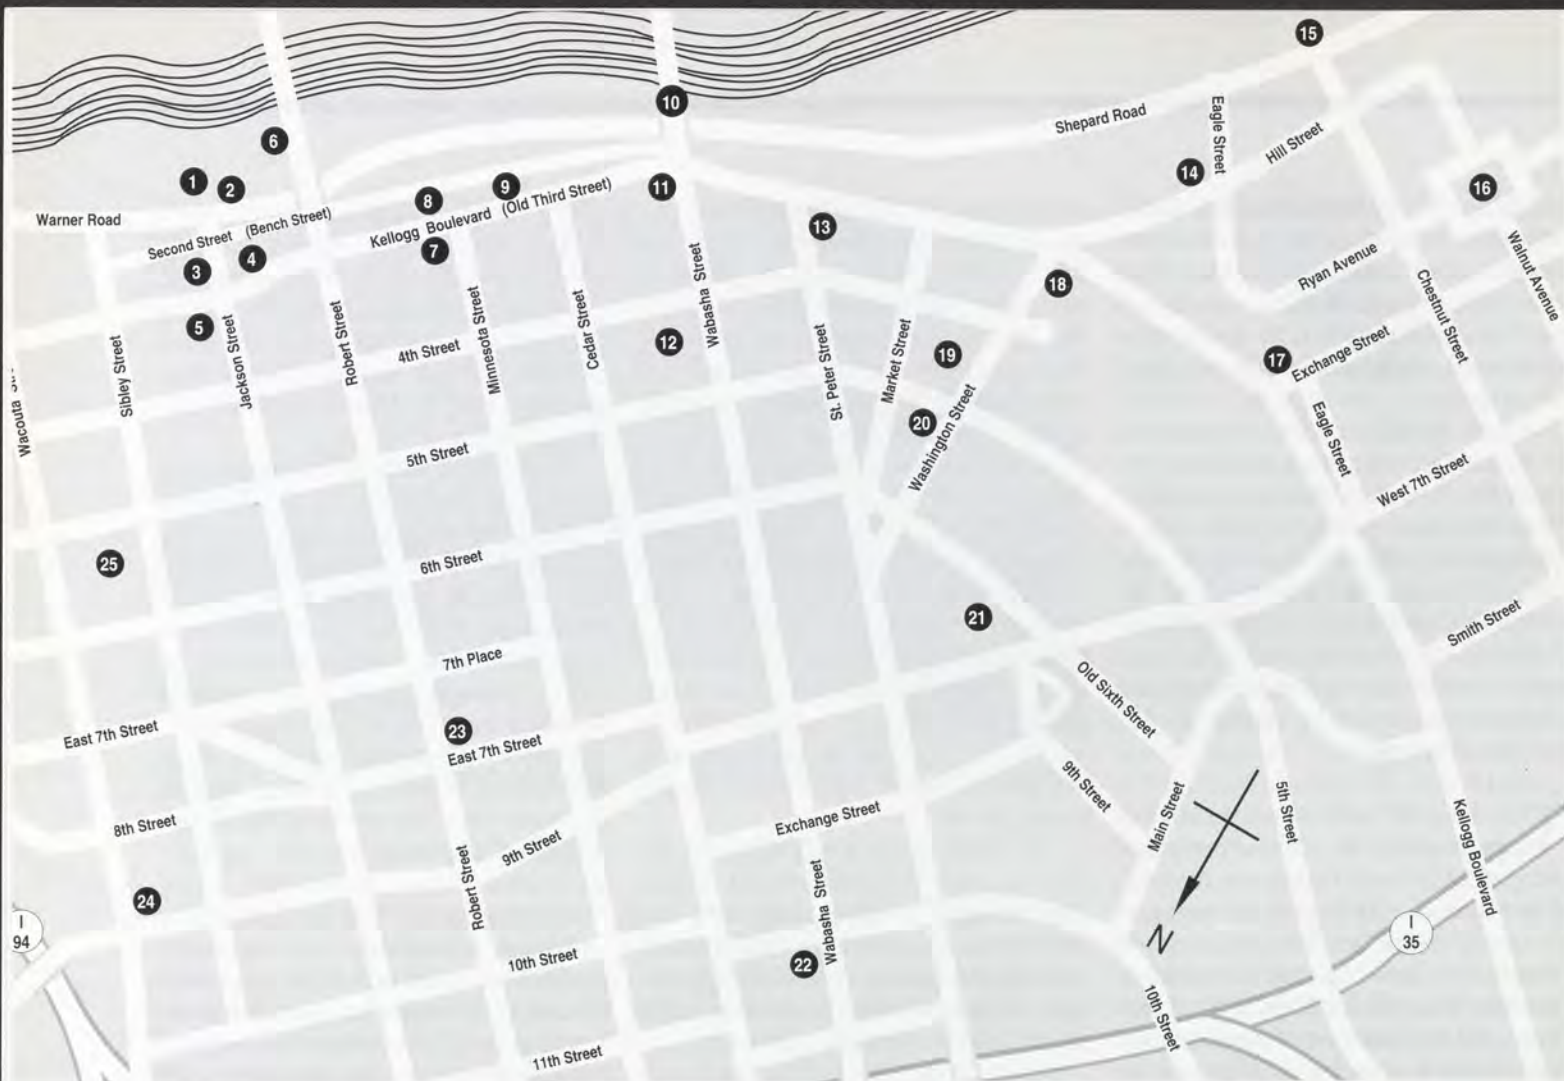 15
10
Eagle Street
Shepard Road
6
Hill Street
14
1
2
9
8
11
16
Warner Road
Second Street (Bench Street)
Kellogg Boulevard (Old Third Street)
13
7
4
3
Ryan Avenue
Walnut Avenue
18
Wabasha Street
Chestnut Street
5
Jackson Street
Robert Street
Minnesota Street
Cedar Street
12
4th Street
St. Peter Street
Market Street
19
17
Exchange Street
Sibley Street
Wacouta
20
Washington Street
Eagle Street
5th Street
West 7th Street
25
6th Street
21
Smith Street
7th Place
Old Sixth Street
East 7th Street
23
East 7th Street
9th Street
Main Street
5th Street
8th Street
Exchange Street
9th Street
Kellogg Boulevard
Robert Street
24
I
94
Wabasha Street
N
I
35
10th Street
22
10th Street
11th Street